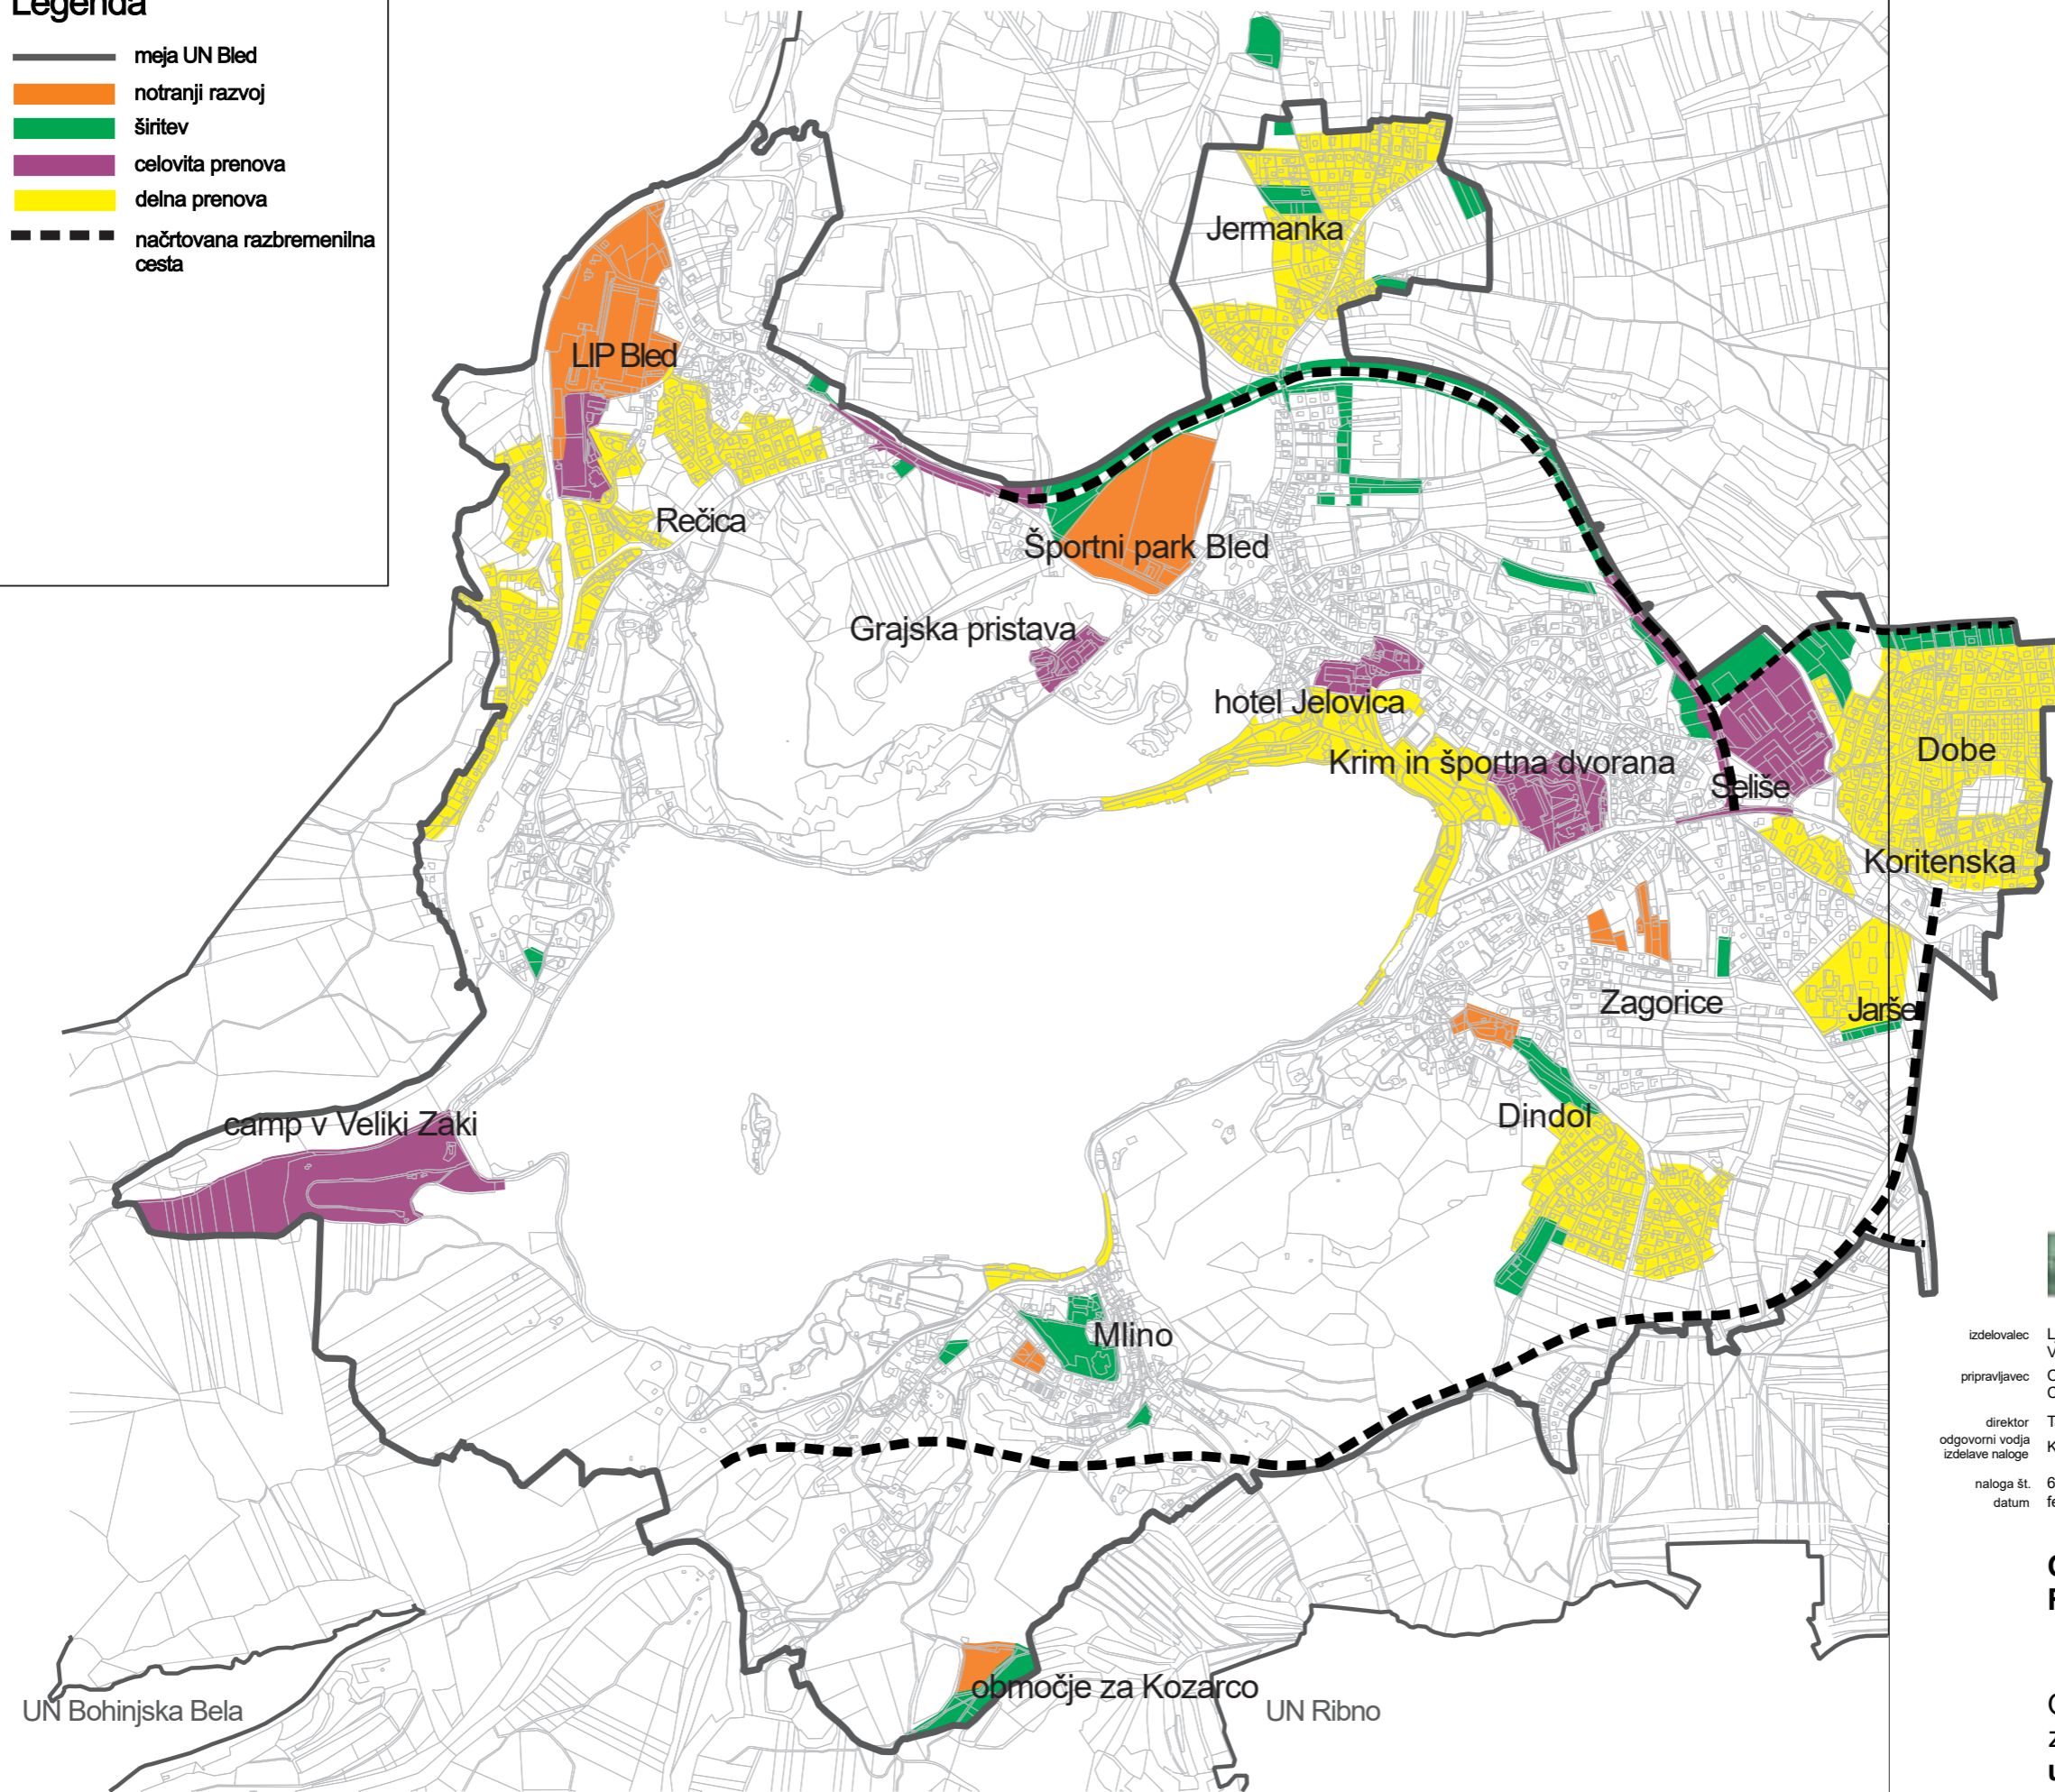 Legenda
meja UN Bled
notranji razvoj
širitev
celovita prenova
delna prenova
načrtovana razbremenilna
cesta
Jermanka
LIP Bled
Rečica
Športni park Bled
Grajska pristava
hotel Jelovica
Krim in športna dvorana
Seliše
Dobe
Koritenska
Zagorice
Jarše
camp v Veliki Zaki
Dindol
Mlino
območje za Kozarco
UN Bohinjska Bela
UN Ribno
izdelovalec
pripravljavec
direktor
odgovorni vodja
izdelave naloge
naloga št. 6
datum